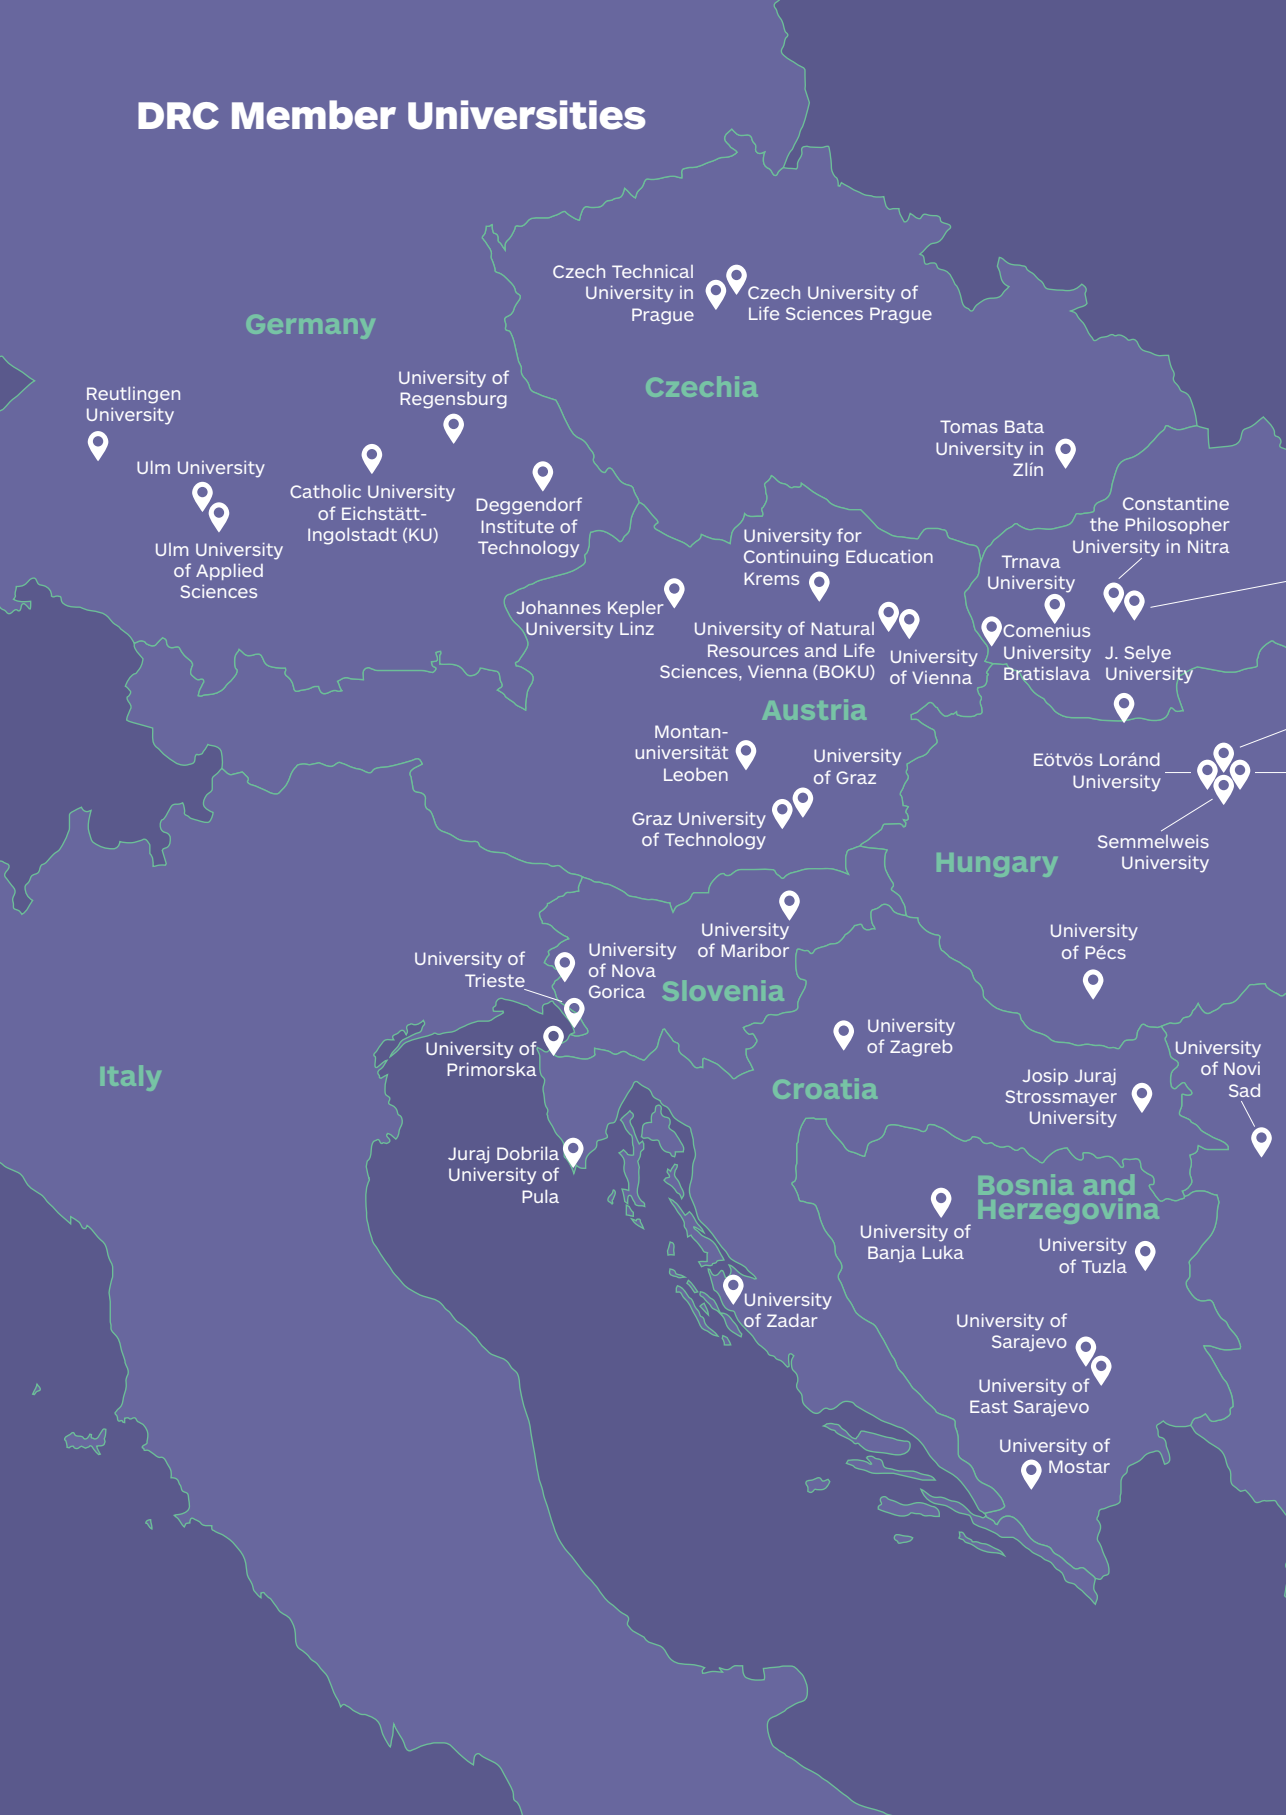 DRC Member Universities
Czech Technical
University in
Prague
Czech University of
Life Sciences Prague
Germany
Czechia
Reutlingen
University
University of
Regensburg
Ulm University
Catholic University
of Eichstätt-
Ingolstadt (KU)
Deggendorf
Institute of
Technology
Ulm University
of Applied
Sciences
Tomas Bata
University in
Zlín
Constantine
the Philosopher
University in Nitra
University for
Continuing Education
Krems
Trnava
University
Johannes Kepler
University Linz
University of Natural
Resources and Life
Sciences, Vienna (BOKU)
University
of Vienna
Comenius
University
Bratislava
J. Selye
University
Austria
Montan-
universität
Leoben
University
of Graz
Graz University
of Technology
Eötvös Loránd
University
Semmelweis
University
Hungary
University
of Maribor
University
of Pécs
University of
Trieste
University
of Nova
Gorica
Slovenia
University of
Primorska
University
of Zagreb
Italy
Croatia
Josip Juraj
Strossmayer
University
University
of Novi
Sad
Juraj Dobrila
University of
Pula
Bosnia and
Herzegovina
University of
Banja Luka
University
of Tuzla
University
of Zadar
University of
Sarajevo
University of
East Sarajevo
University of
Mostar